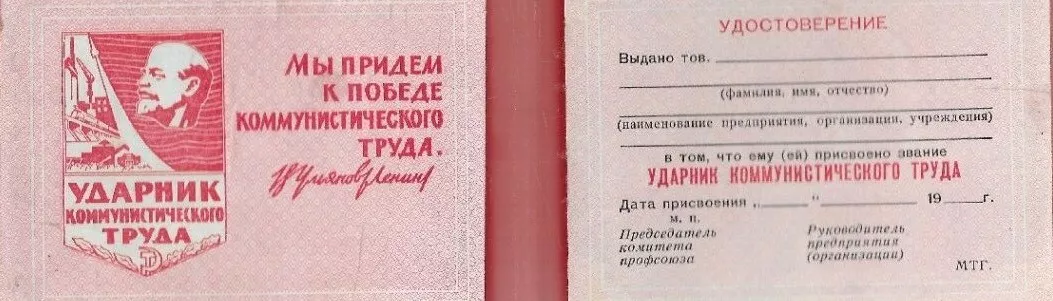 УДАРНИК
КОММУНИСТИЧЕСКОГО
ТРУДА
МЫ ПРИДЕМ
К ПОБЕДЕ
КОММУНИСТИЧЕСКОГО
ТРУДА.
В Ульянов (Ленин)
УДОСТОВЕРЕНИЕ
Выдано тов.
(фамилия, имя, отчество)
(наименование предприятия, организации, учреждения)
в том, что ему (ей) присвоено звание
УДАРНИК КОММУНИСТИЧЕСКОГО ТРУДА
Дата присвоения „ “ 19 г.
м. п.
Председатель
комитета
профсоюза
Руководитель
предприятия
(организации)
МТГ.